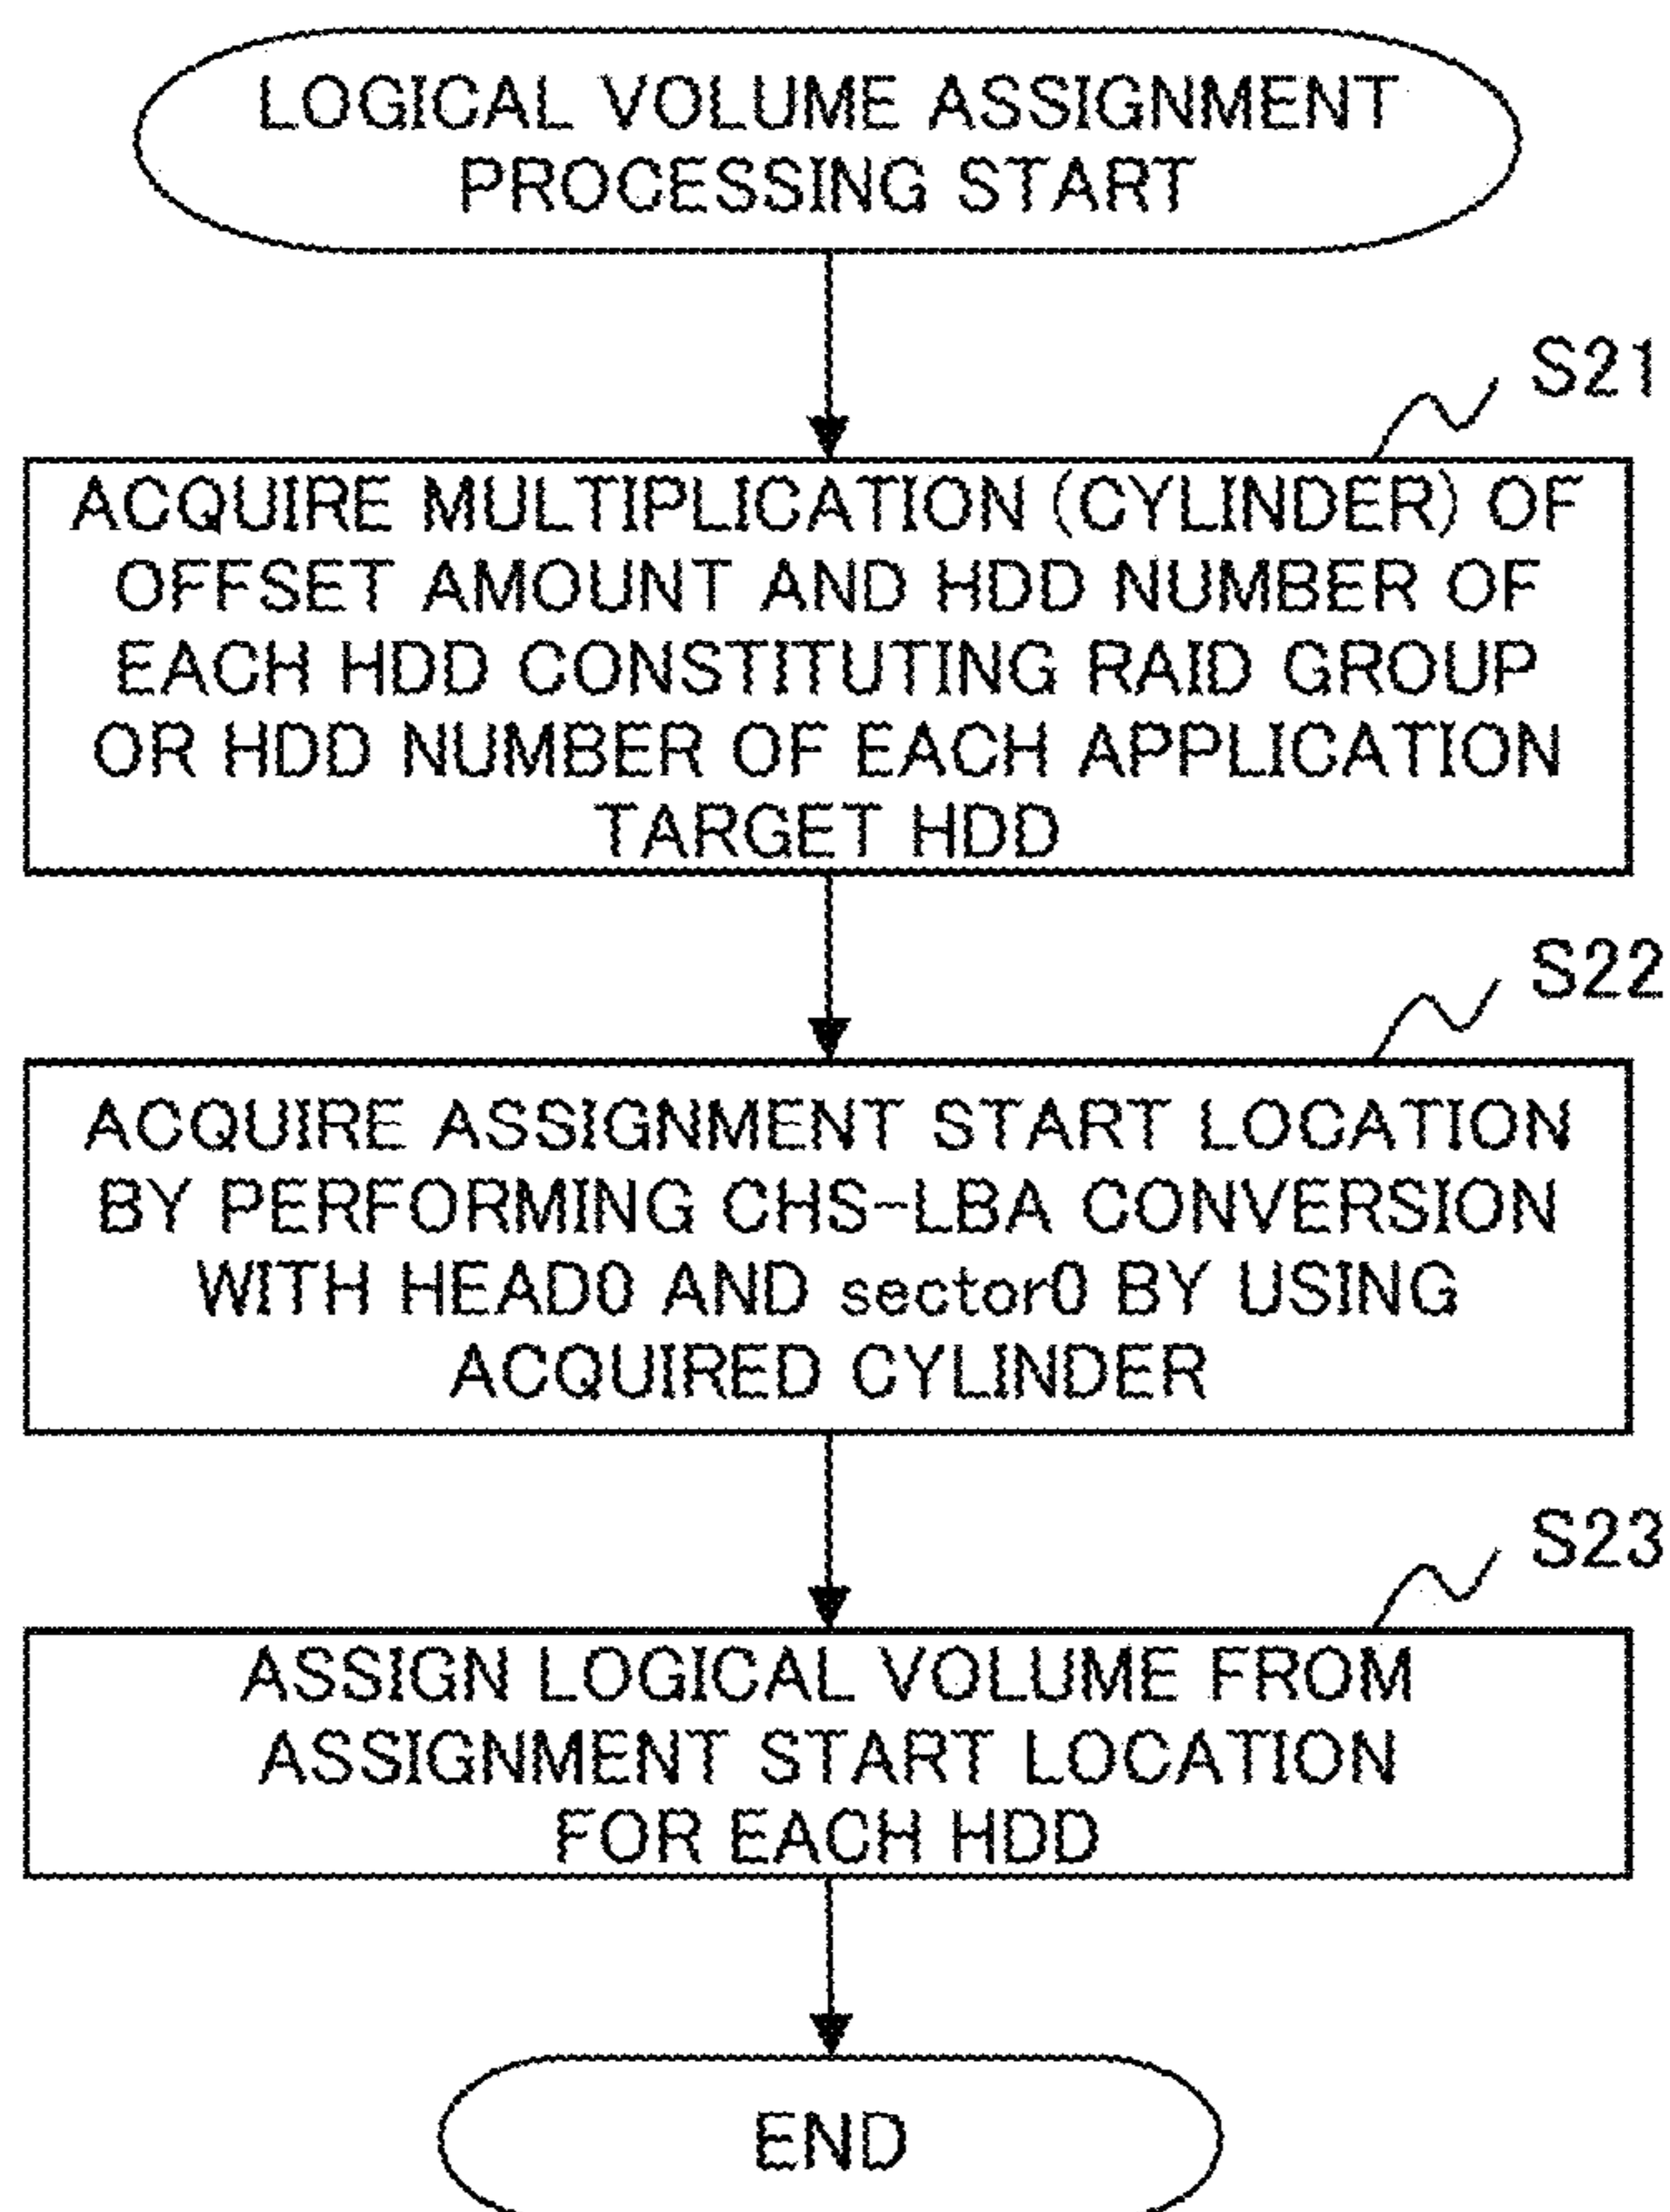 LOGICAL VOLUME ASSIGNMENT
PROCESSING START
S21
ACQUIRE MULTIPLICATION (CYLINDER) OF
OFFSET AMOUNT AND HDD NUMBER OF
EACH HDD CONSTITUTING RAID GROUP
OR HDD NUMBER OF EACH APPLICATION
TARGET HDD
S22
ACQUIRE ASSIGNMENT START LOCATION
BY PERFORMING CHS-LBA CONVERSION
WITH HEAD0 AND sector0 BY USING
ACQUIRED CYLINDER
S23
ASSIGN LOGICAL VOLUME FROM
ASSIGNMENT START LOCATION
FOR EACH HDD
END